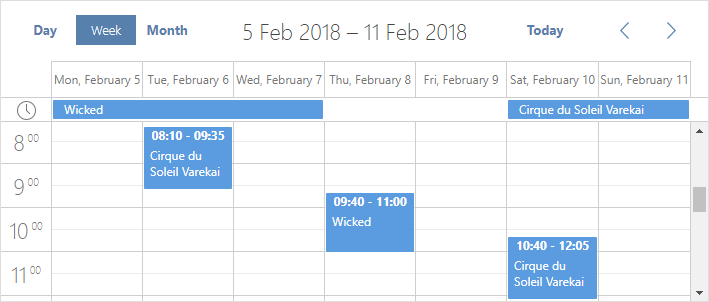 Day Week Month 5 Feb 2018 – 11 Feb 2018 Today
Mon, February 5 Tue, February 6 Wed, February 7 Thu, February 8 Fri, February 9 Sat, February 10 Sun, February 11
Wicked Cirque du Soleil Varekai
8 00
08:10 - 09:35
Cirque du
Soleil Varekai
9 00
09:40 - 11:00
Wicked
10 00
10:40 - 12:05
Cirque du
Soleil Varekai
11 00